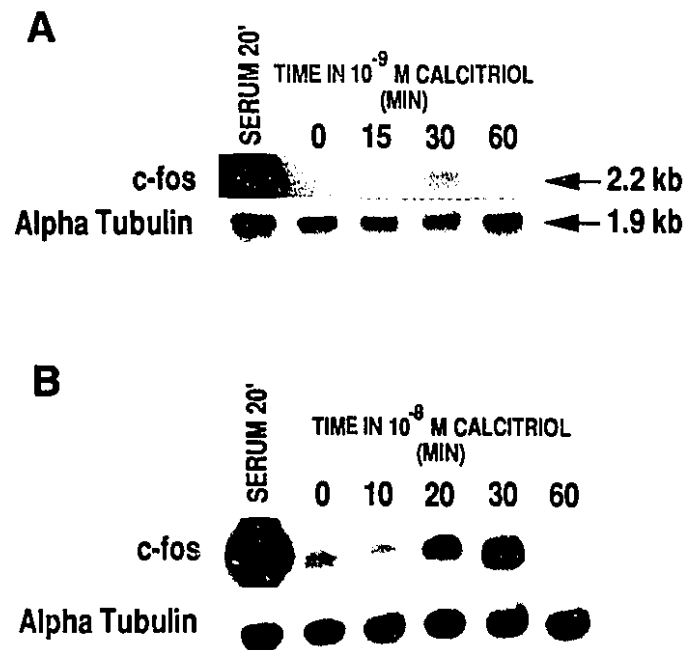 A
SERUM 20'
TIME IN 10⁻⁹ M CALCITRIOL
(MIN)
0 15 30 60
c-fos 2.2 kb
Alpha Tubulin 1.9 kb
B
SERUM 20'
TIME IN 10⁻⁸ M CALCITRIOL
(MIN)
0 10 20 30 60
c-fos
Alpha Tubulin